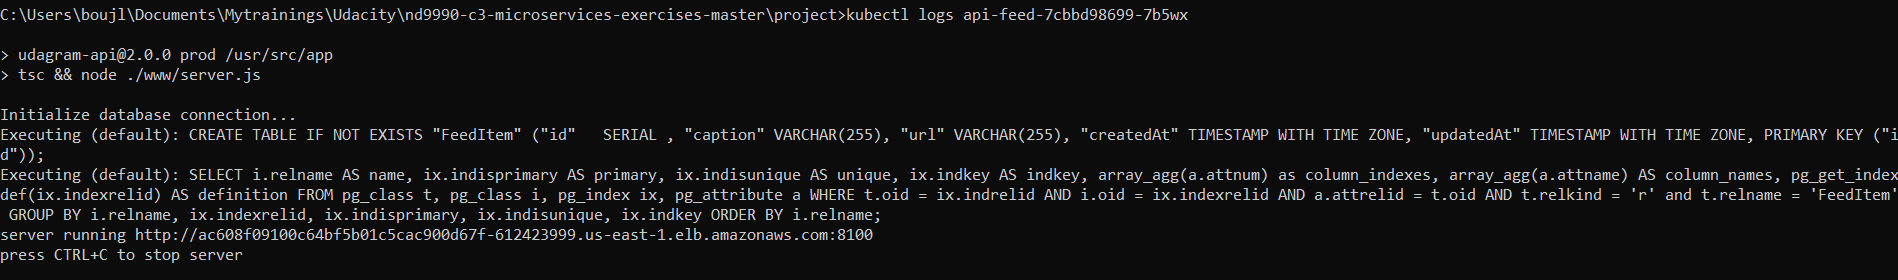 C:\Users\boujl\Documents\Mytrainings\Udacity\nd9990-c3-microservices-exercises-master\project>kubectl logs api-feed-7cbbd98699-7b5wx
> udagram-api@2.0.0 prod /usr/src/app
> tsc && node ./www/server.js
Initialize database connection...
Executing (default): CREATE TABLE IF NOT EXISTS "FeedItem" ("id"   SERIAL , "caption" VARCHAR(255), "url" VARCHAR(255), "createdAt" TIMESTAMP WITH TIME ZONE, "updatedAt" TIMESTAMP WITH TIME ZONE, PRIMARY KEY ("i
d"));
Executing (default): SELECT i.relname AS name, ix.indisprimary AS primary, ix.indisunique AS unique, ix.indkey AS indkey, array_agg(a.attnum) as column_indexes, array_agg(a.attname) AS column_names, pg_get_index
def(ix.indexrelid) AS definition FROM pg_class t, pg_class i, pg_index ix, pg_attribute a WHERE t.oid = ix.indrelid AND i.oid = ix.indexrelid AND a.attrelid = t.oid AND t.relkind = 'r' and t.relname = 'FeedItem'
 GROUP BY i.relname, ix.indexrelid, ix.indisprimary, ix.indisunique, ix.indkey ORDER BY i.relname;
server running http://ac608f09100c64bf5b01c5cac900d67f-612423999.us-east-1.elb.amazonaws.com:8100
press CTRL+C to stop server